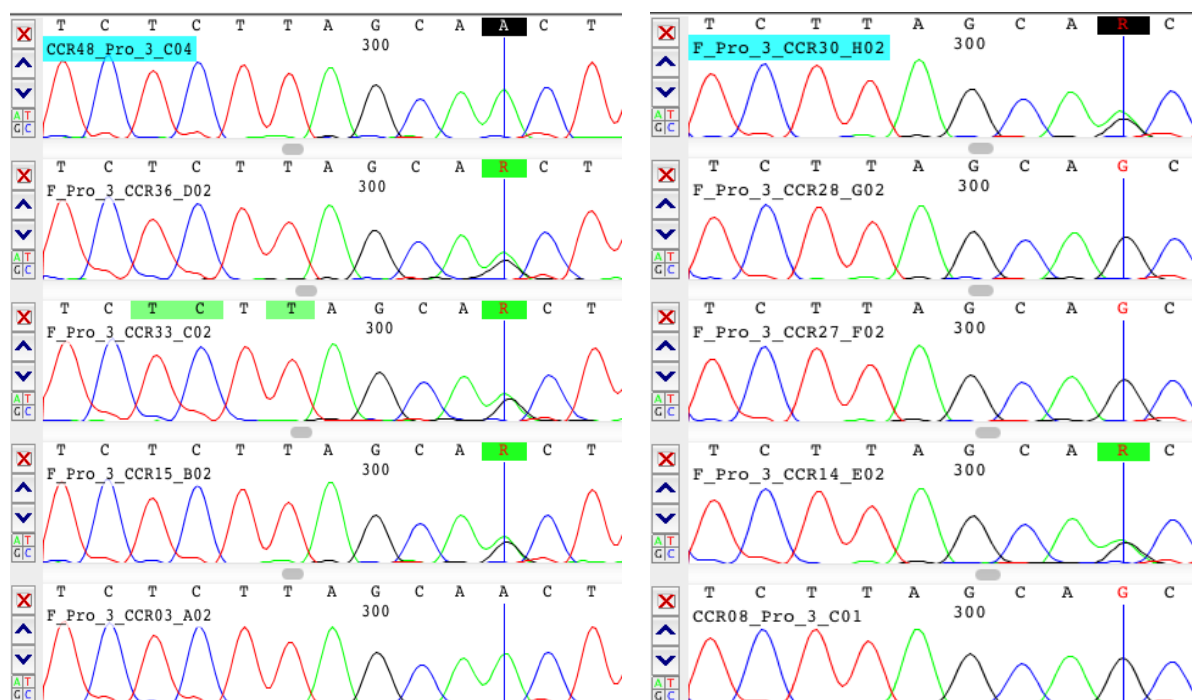 T C T C T T A G C A A C T
300
CCR48_Pro_3_C04
A T
G C
T C T C T T A G C A R C T
300
F_Pro_3_CCR36_D02
A T
G C
T C T C T T A G C A R C T
300
F_Pro_3_CCR33_C02
A T
G C
T C T C T T A G C A R C T
300
F_Pro_3_CCR15_B02
A T
G C
T C T C T T A G C A A C T
300
F_Pro_3_CCR03_A02
A T
G C
T C T T A G C A R C
300
F_Pro_3_CCR30_H02
A T
G C
T C T T A G C A G C
300
F_Pro_3_CCR28_G02
A T
G C
T C T T A G C A G C
300
F_Pro_3_CCR27_F02
A T
G C
T C T T A G C A R C
300
F_Pro_3_CCR14_E02
A T
G C
T C T T A G C A G C
300
CCR08_Pro_3_C01
A T
G C